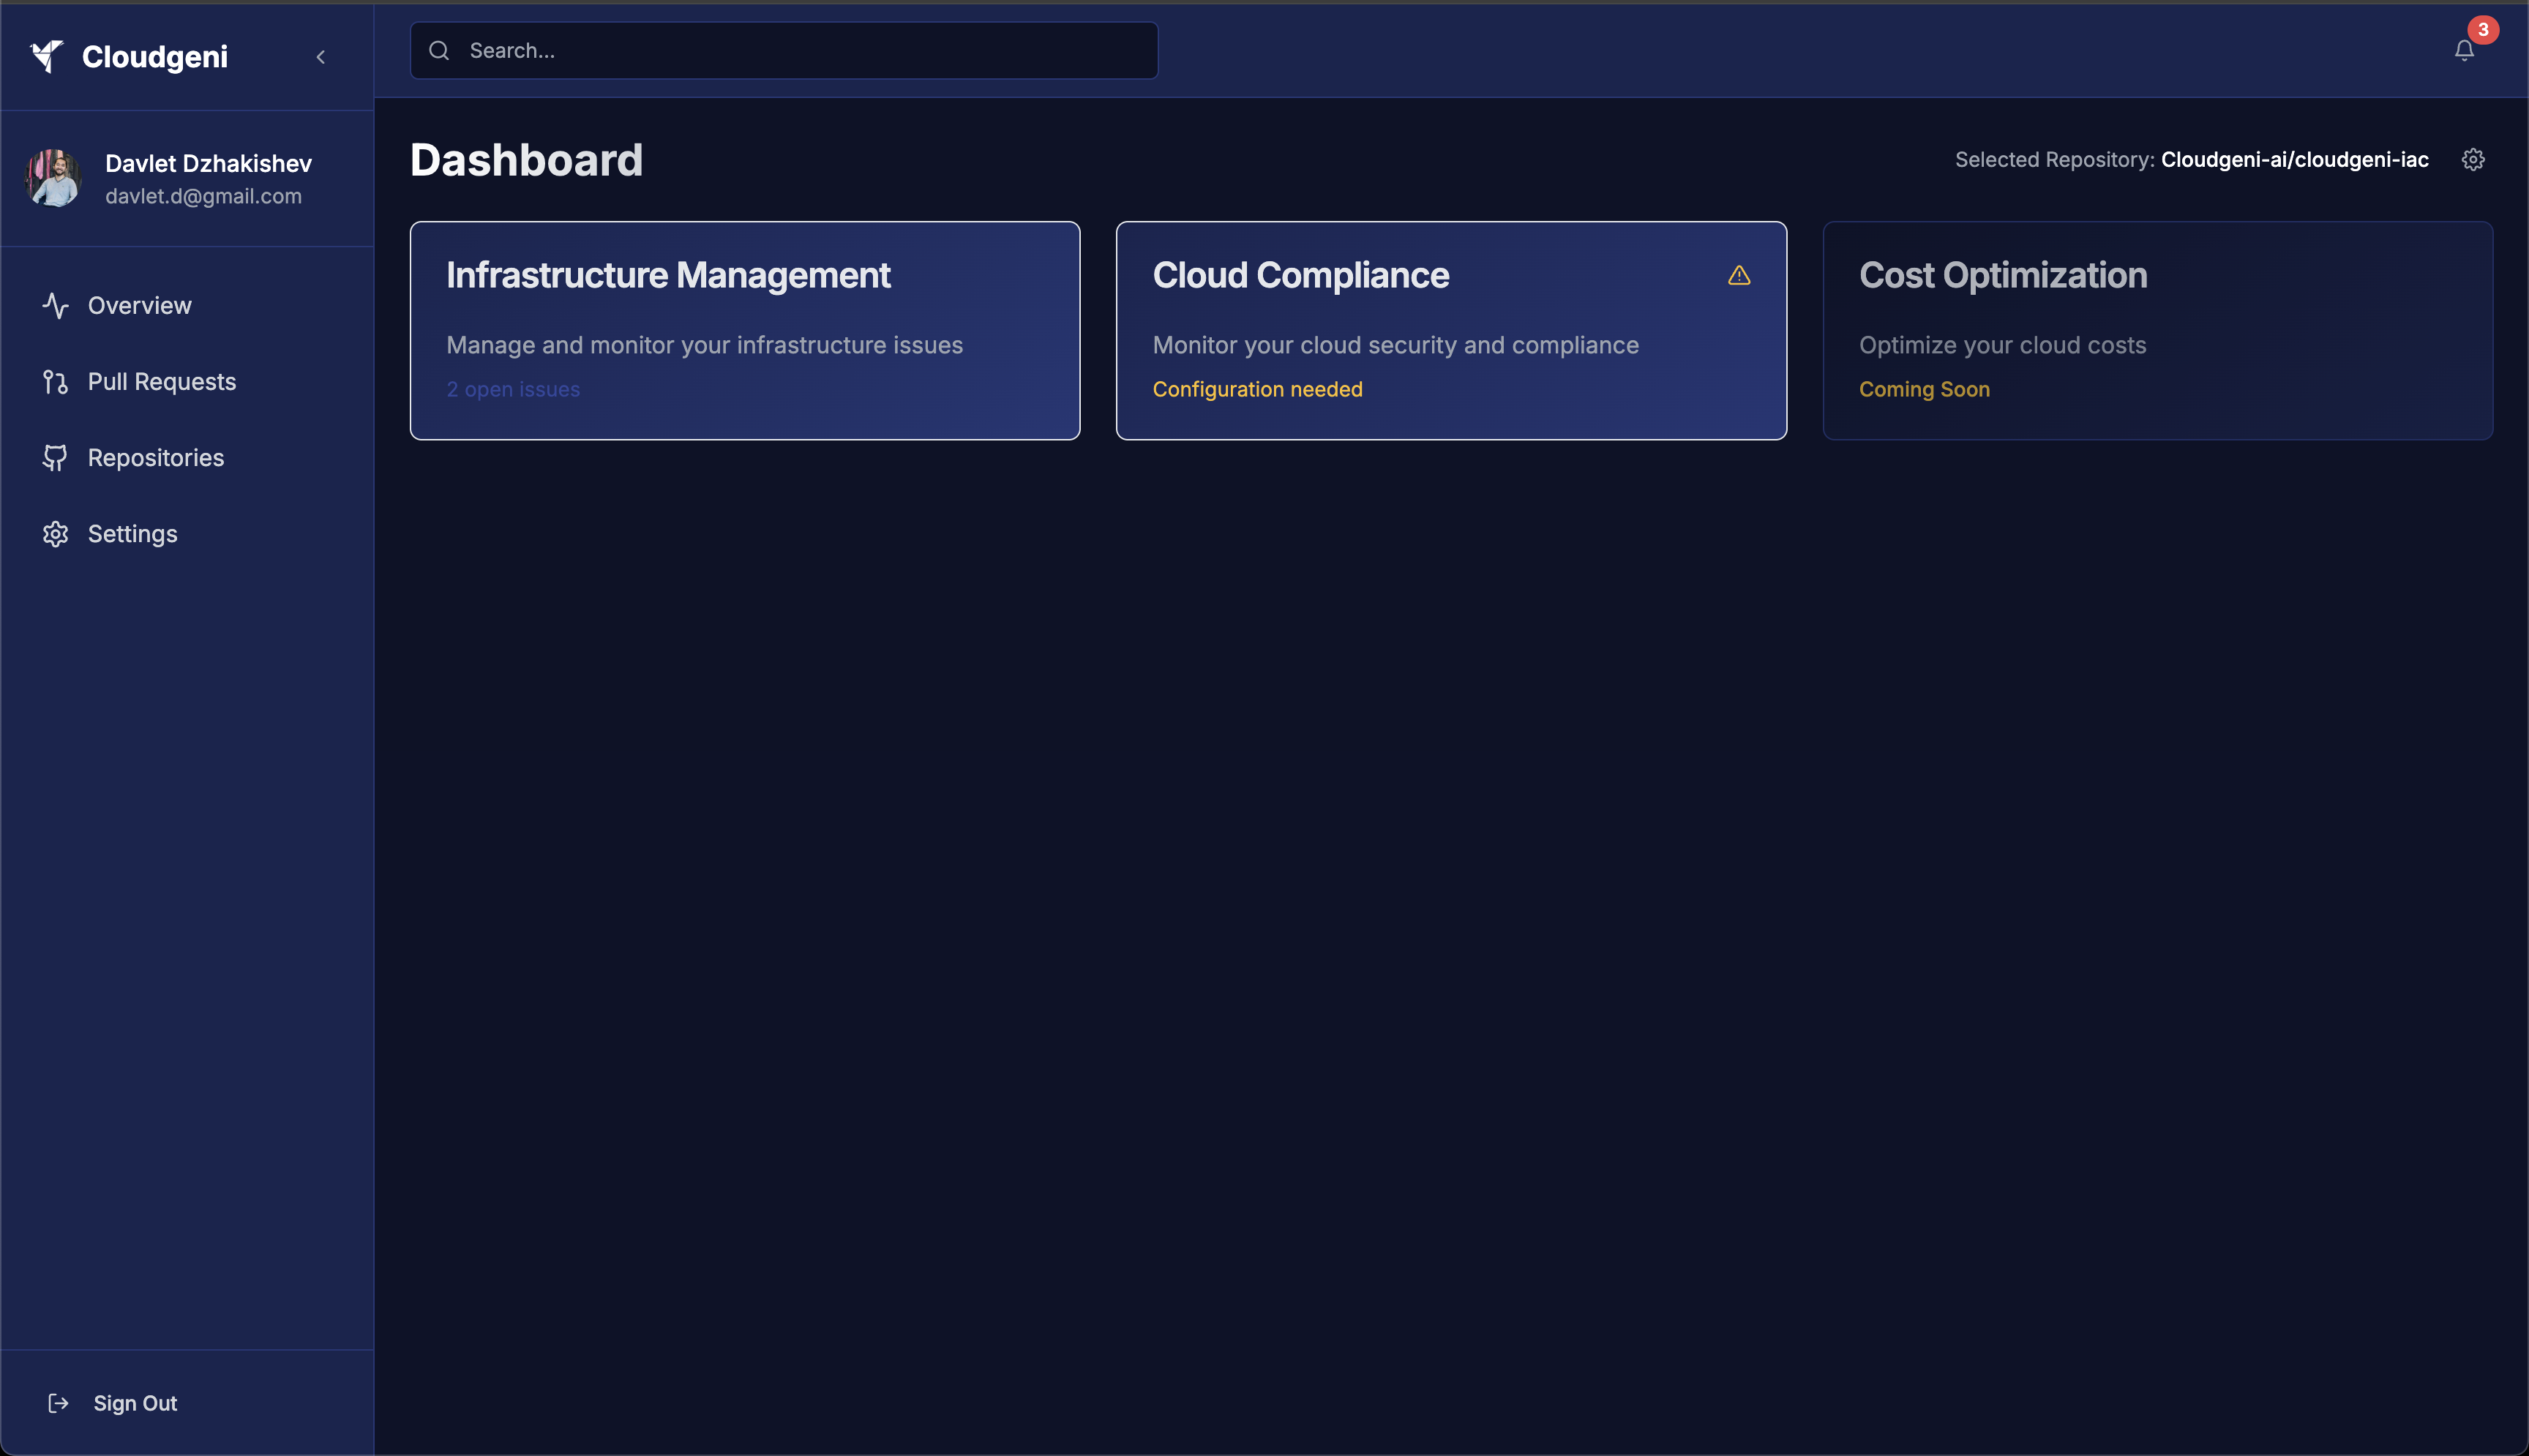 Cloudgeni
Search...
3
Davlet Dzhakishev
davlet.d@gmail.com
Overview
Pull Requests
Repositories
Settings
Sign Out
Dashboard
Selected Repository: Cloudgeni-ai/cloudgeni-iac
Infrastructure Management
Manage and monitor your infrastructure issues
2 open issues
Cloud Compliance
Monitor your cloud security and compliance
Configuration needed
Cost Optimization
Optimize your cloud costs
Coming Soon